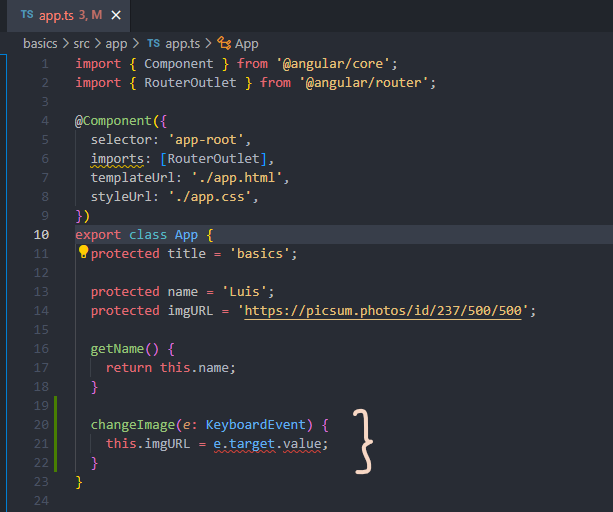 TS app.ts 3, M ×
basics > src > app > TS app.ts > App
1 import { Component } from '@angular/core';
2 import { RouterOutlet } from '@angular/router';
3
4 @Component({
5 selector: 'app-root',
6 imports: [RouterOutlet],
7 templateUrl: './app.html',
8 styleUrl: './app.css',
9 })
10 export class App {
11 protected title = 'basics';
12
13 protected name = 'Luis';
14 protected imgURL = 'https://picsum.photos/id/237/500/500';
15
16 getName() {
17 return this.name;
18 }
19
20 changeImage(e: KeyboardEvent) {
21 this.imgURL = e.target.value;
22 }
23 }
24